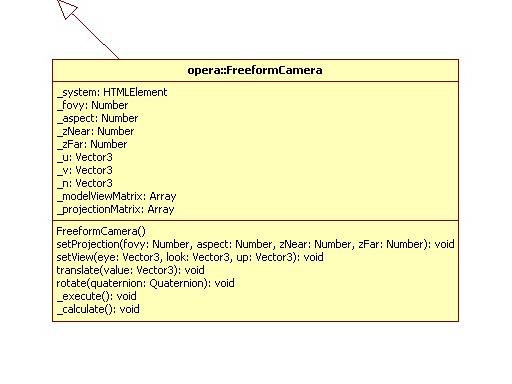 opera::FreeformCamera
_system: HTMLElement
_fovy: Number
_aspect: Number
_zNear: Number
_zFar: Number
_u: Vector3
_v: Vector3
_n: Vector3
_modelViewMatrix: Array
_projectionMatrix: Array
FreeformCamera()
setProjection(fovy: Number, aspect: Number, zNear: Number, zFar: Number): void
setView(eye: Vector3, look: Vector3, up: Vector3): void
translate(value: Vector3): void
rotate(quaternion: Quaternion): void
_execute(): void
_calculate(): void